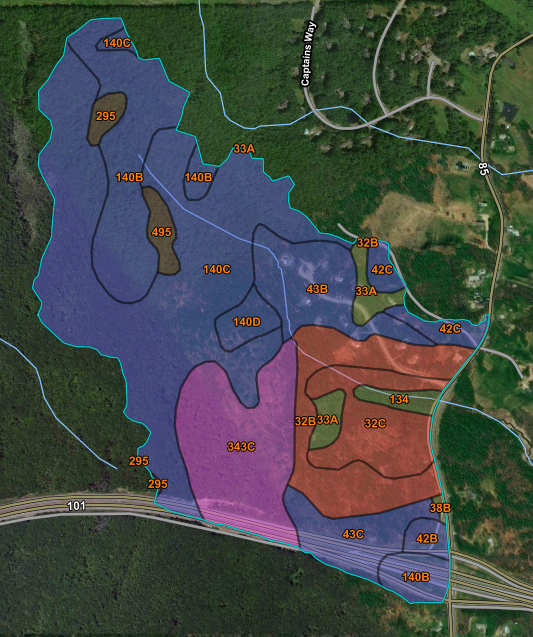 140C
Captains Way
295
33A
85
140B
140B
495
32B
140C
42C
43B
33A
140D
42C
134
32B
33A
32C
343C
295
295
101
38B
43C
42B
140B